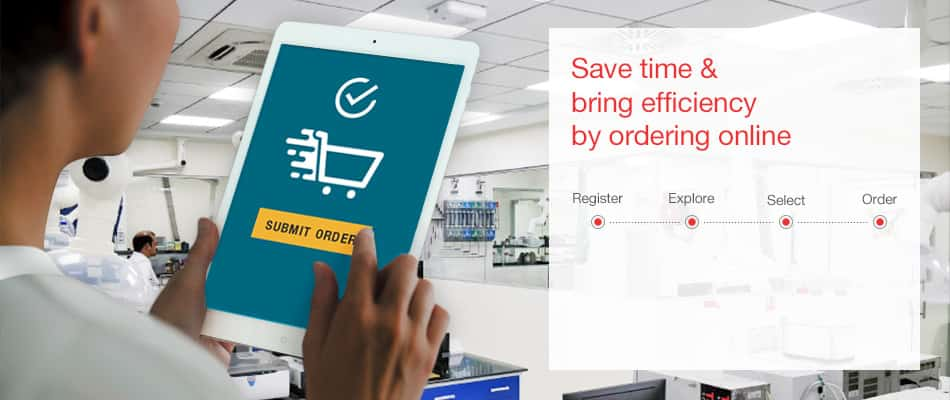 SUBMIT ORDER
Save time &
bring efficiency
by ordering online
Register
Explore
Select
Order